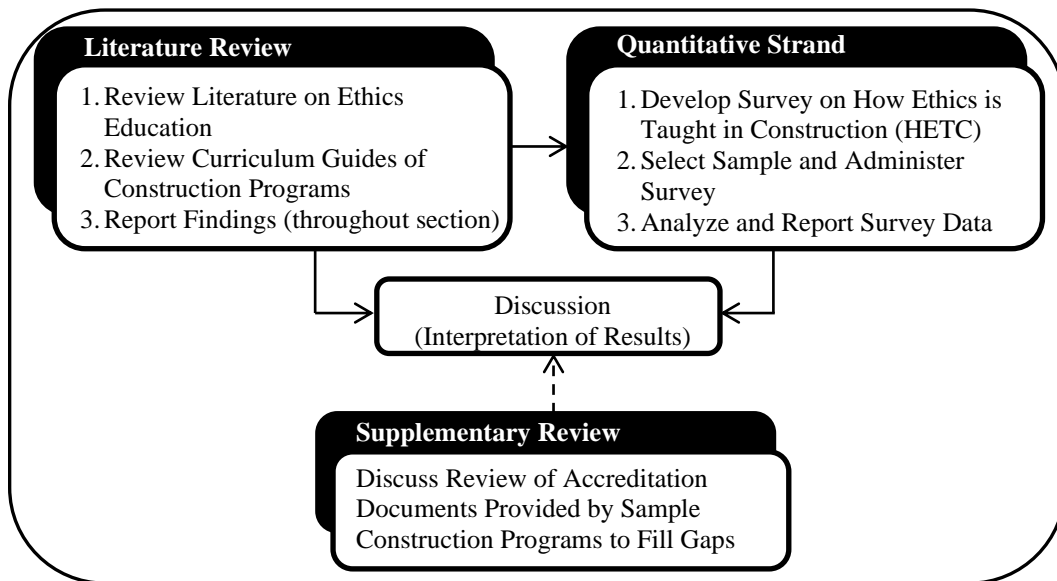 Literature Review
1. Review Literature on Ethics
Education
2. Review Curriculum Guides of
Construction Programs
3. Report Findings (throughout section)
Quantitative Strand
1. Develop Survey on How Ethics is
Taught in Construction (HETC)
2. Select Sample and Administer
Survey
3. Analyze and Report Survey Data
Discussion
(Interpretation of Results)
Supplementary Review
Discuss Review of Accreditation
Documents Provided by Sample
Construction Programs to Fill Gaps